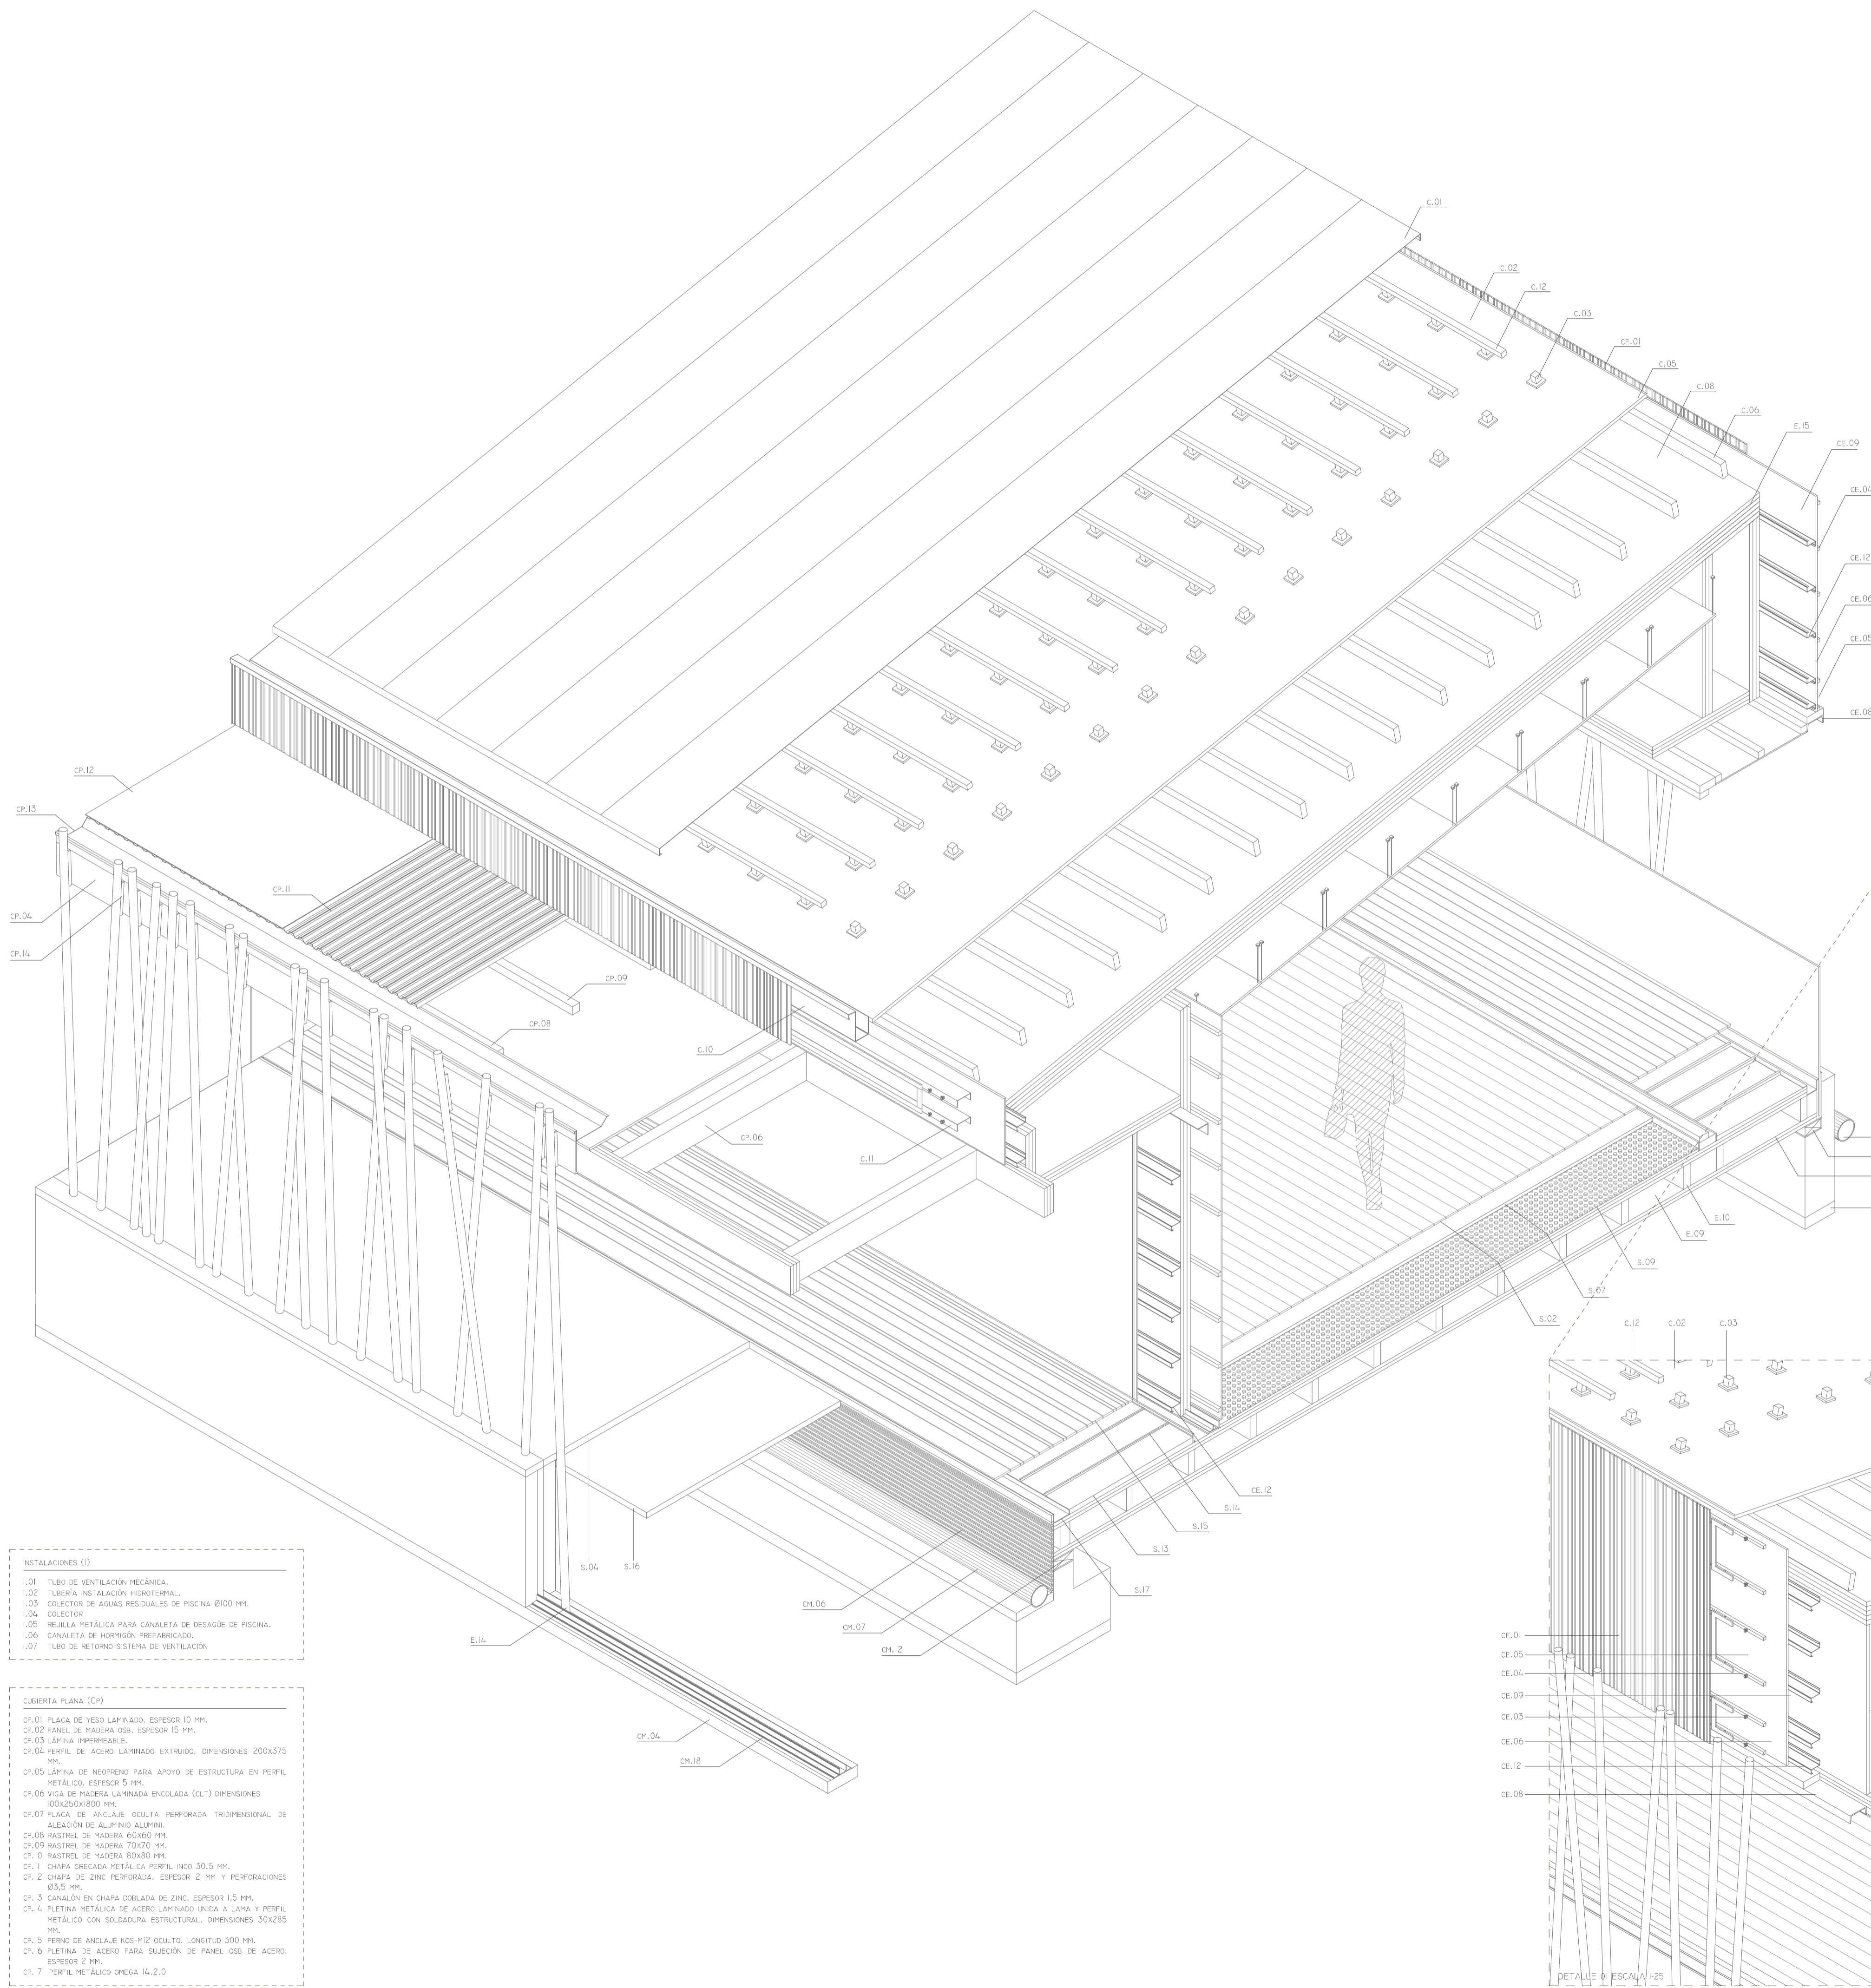 C.01
C.02
C.12
C.03
CE.01
C.05
C.08
C.06
E.15
CE.09
CE.04
CE.12
CE.06
CE.05
CE.08
CP.12
CP.13
CP.11
CP.04
CP.14
CP.09
CP.08
C.10
CP.06
C.11
E.10
E.09
S.09
S.07
S.02
C.12
C.02
C.03
CE.12
S.14
S.15
S.13
S.04
S.16
S.17
CM.06
CM.07
CM.12
E.14
CM.04
CM.18
CE.01
CE.05
CE.04
CE.09
CE.03
CE.06
CE.12
CE.08
DETALLE 01 ESCALA 1-25
INSTALACIONES (I)
I.01 TUBO DE VENTILACIÓN MECÁNICA.
I.02 TUBERÍA INSTALACIÓN HIDROTERMAL.
I.03 COLECTOR DE AGUAS RESIDUALES DE PISCINA Ø100 MM.
I.04 COLECTOR
I.05 REJILLA METÁLICA PARA CANALETA DE DESAGÜE DE PISCINA.
I.06 CANALETA DE HORMIGÓN PREFABRICADO.
I.07 TUBO DE RETORNO SISTEMA DE VENTILACIÓN
CUBIERTA PLANA (CP)
CP.01 PLACA DE YESO LAMINADO. ESPESOR 10 MM.
CP.02 PANEL DE MADERA OSB. ESPESOR 15 MM.
CP.03 LÁMINA IMPERMEABLE.
CP.04 PERFIL DE ACERO LAMINADO EXTRUIDO. DIMENSIONES 200X375
MM.
CP.05 LÁMINA DE NEOPRENO PARA APOYO DE ESTRUCTURA EN PERFIL
METÁLICO. ESPESOR 5 MM.
CP.06 VIGA DE MADERA LAMINADA ENCOLADA (CLT) DIMENSIONES
100X250X1800 MM.
CP.07 PLACA DE ANCLAJE OCULTA PERFORADA TRIDIMENSIONAL DE
ALEACIÓN DE ALUMINIO ALUMINI.
CP.08 RASTREL DE MADERA 60X60 MM.
CP.09 RASTREL DE MADERA 70X70 MM.
CP.10 RASTREL DE MADERA 80X80 MM.
CP.11 CHAPA GRECADA METÁLICA PERFIL INCO 30.5 MM.
CP.12 CHAPA DE ZINC PERFORADA. ESPESOR 2 MM Y PERFORACIONES
Ø3,5 MM.
CP.13 CANALÓN EN CHAPA DOBLADA DE ZINC. ESPESOR 1,5 MM.
CP.14 PLETINA METÁLICA DE ACERO LAMINADO UNIDA A LAMA Y PERFIL
METÁLICO CON SOLDADURA ESTRUCTURAL. DIMENSIONES 30X285
MM.
CP.15 PERNO DE ANCLAJE KOS-M12 OCULTO. LONGITUD 300 MM.
CP.16 PLETINA DE ACERO PARA SUJECIÓN DE PANEL OSB DE ACERO.
ESPESOR 2 MM.
CP.17 PERFIL METÁLICO OMEGA 14.2.0